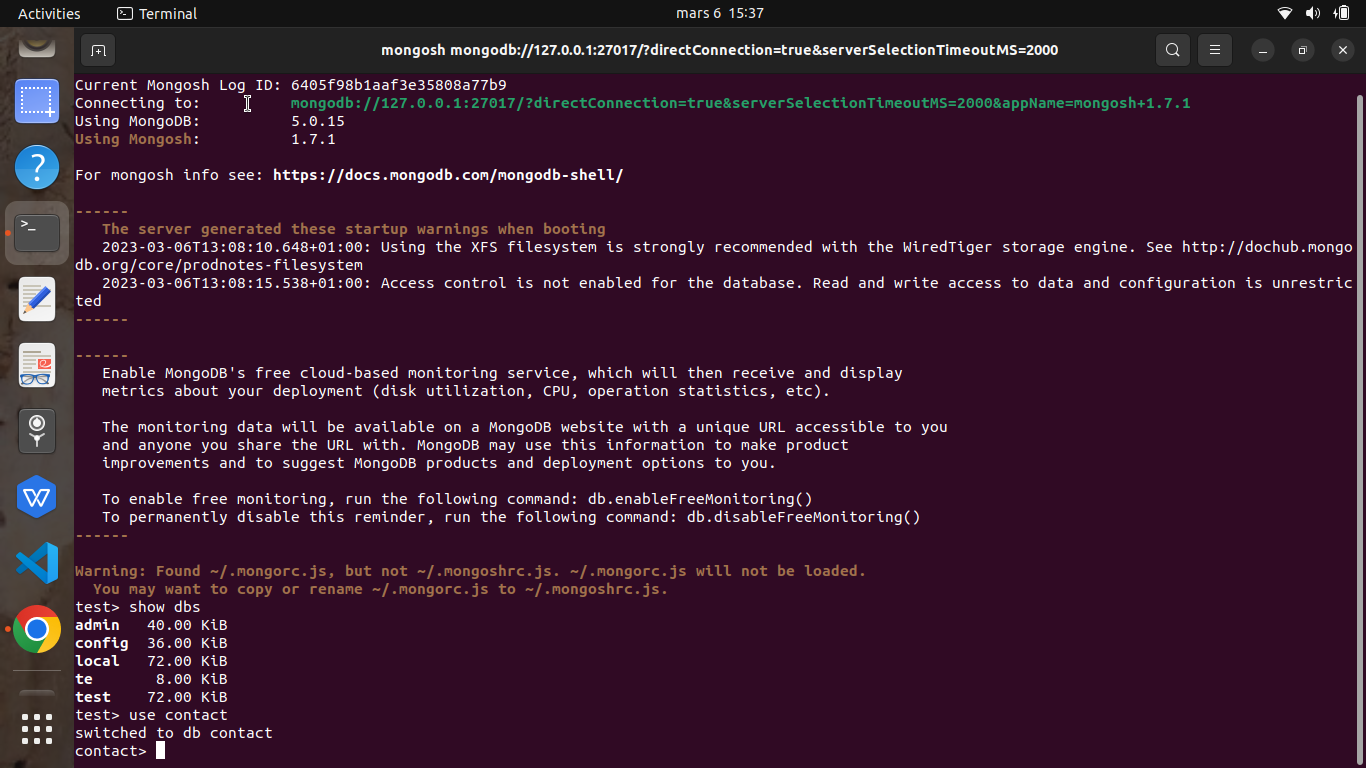 Activities Terminal mars 6 15:37
mongosh mongodb://127.0.0.1:27017/?directConnection=true&serverSelectionTimeoutMS=2000
Current Mongosh Log ID: 6405f98b1aaf3e35808a77b9
Connecting to: mongodb://127.0.0.1:27017/?directConnection=true&serverSelectionTimeoutMS=2000&appName=mongosh+1.7.1
Using MongoDB: 5.0.15
Using Mongosh: 1.7.1
For mongosh info see: https://docs.mongodb.com/mongodb-shell/
------
The server generated these startup warnings when booting
2023-03-06T13:08:10.648+01:00: Using the XFS filesystem is strongly recommended with the WiredTiger storage engine. See http://dochub.mongo
db.org/core/prodnotes-filesystem
2023-03-06T13:08:15.538+01:00: Access control is not enabled for the database. Read and write access to data and configuration is unrestric
ted
------
------
Enable MongoDB's free cloud-based monitoring service, which will then receive and display
metrics about your deployment (disk utilization, CPU, operation statistics, etc).
The monitoring data will be available on a MongoDB website with a unique URL accessible to you
and anyone you share the URL with. MongoDB may use this information to make product
improvements and to suggest MongoDB products and deployment options to you.
To enable free monitoring, run the following command: db.enableFreeMonitoring()
To permanently disable this reminder, run the following command: db.disableFreeMonitoring()
------
Warning: Found ~/.mongorc.js, but not ~/.mongoshrc.js. ~/.mongorc.js will not be loaded.
You may want to copy or rename ~/.mongorc.js to ~/.mongoshrc.js.
test> show dbs
admin 40.00 KiB
config 36.00 KiB
local 72.00 KiB
te 8.00 KiB
test 72.00 KiB
test> use contact
switched to db contact
contact>